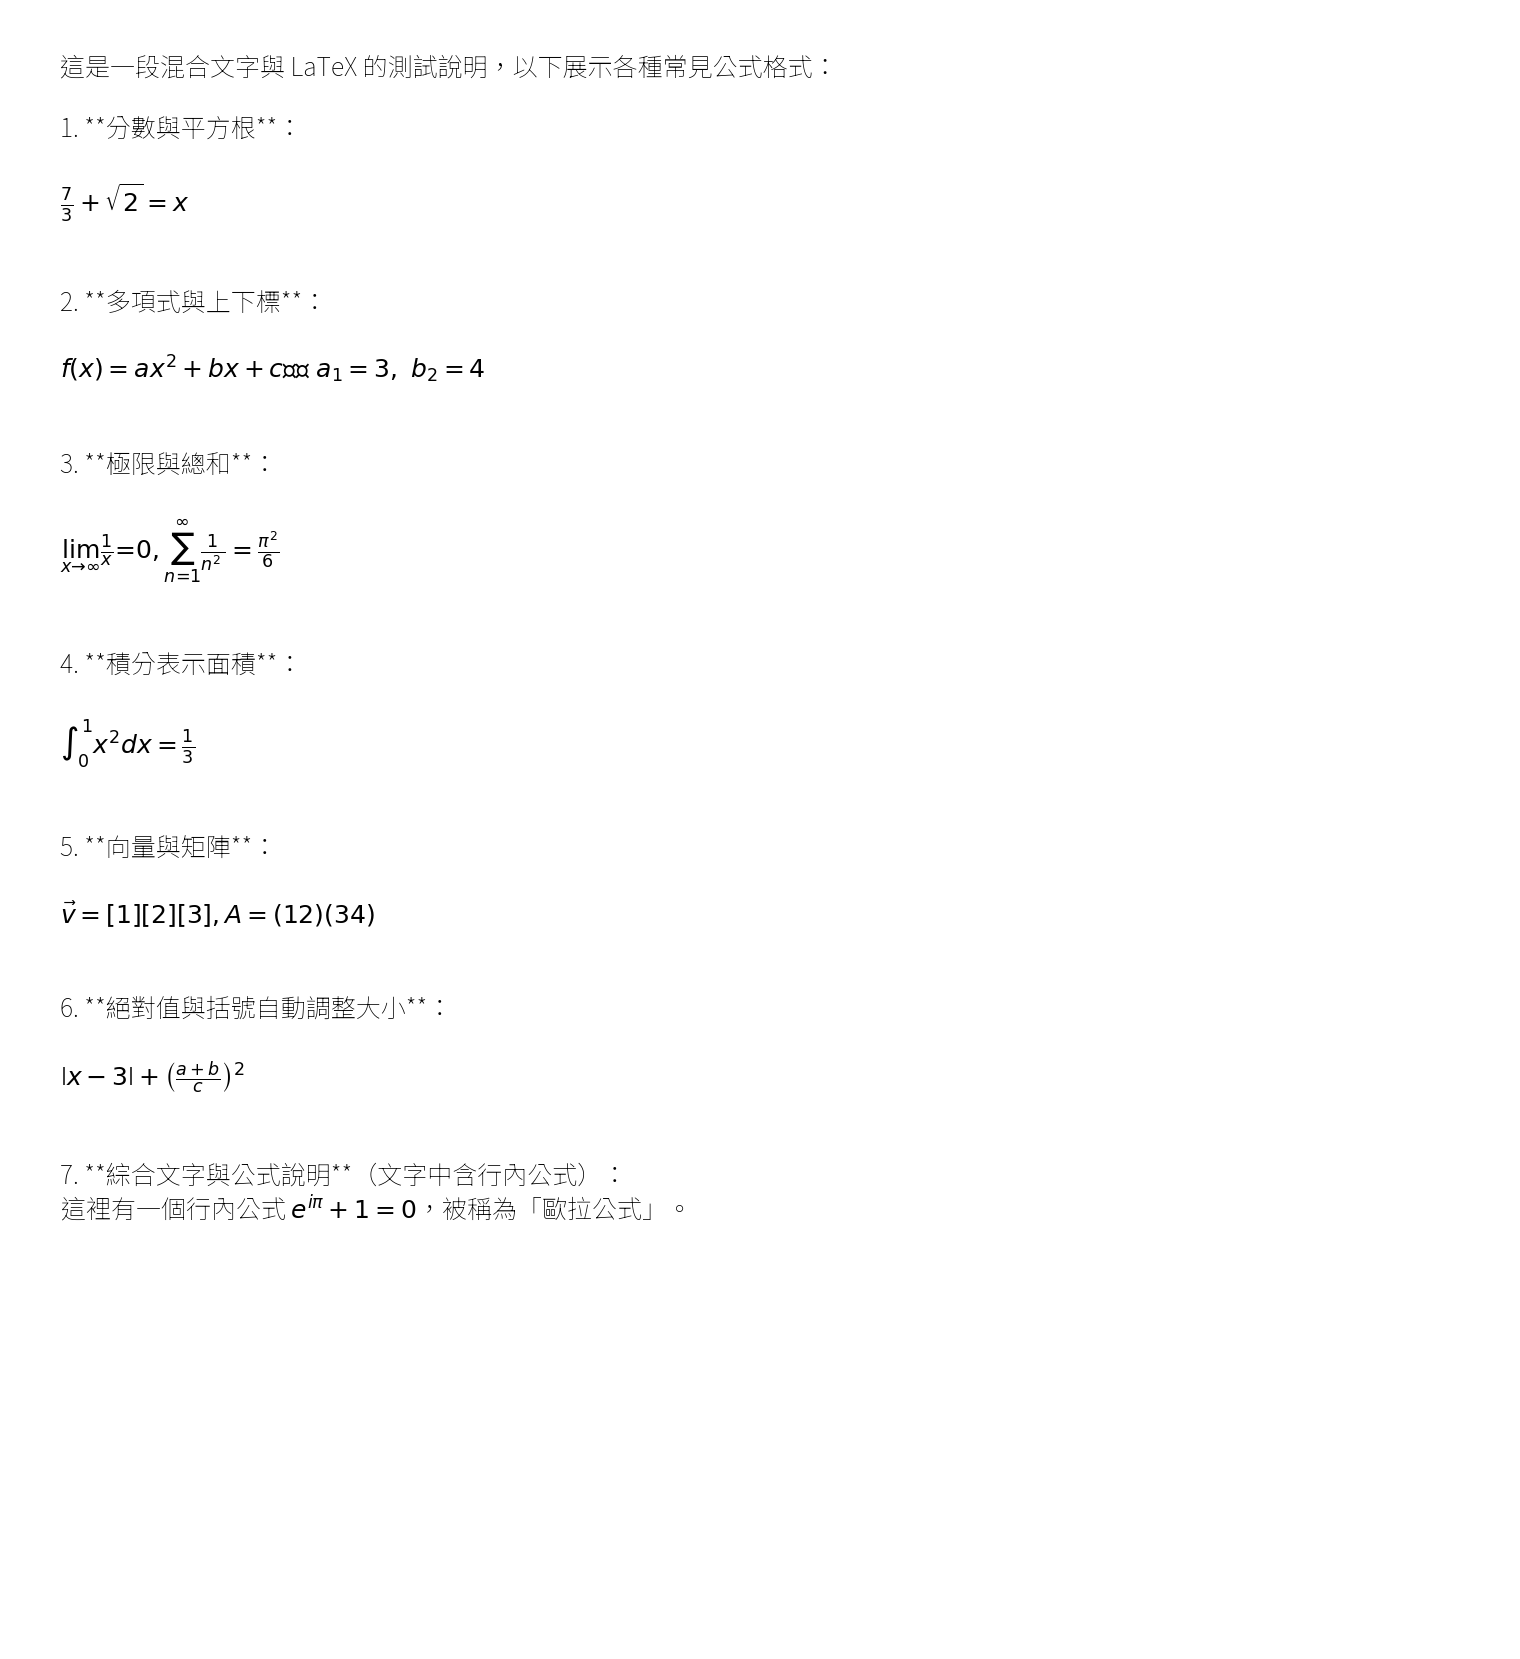 這是一段混合文字與 LaTeX 的測試說明，以下展示各種常見公式格式：
1. **分數與平方根**：
$\frac{7}{3} + \sqrt{2} = x$
2. **多項式與上下標**：
$f(x) = ax^2 + bx + c$ $a_1 = 3,\ b_2 = 4$
3. **極限與總和**：
$\lim_{x \to \infty} \frac{1}{x} = 0, \sum_{n=1}^{\infty} \frac{1}{n^2} = \frac{\pi^2}{6}$
4. **積分表示面積**：
$\int_0^1 x^2 dx = \frac{1}{3}$
5. **向量與矩陣**：
$\vec{v} = [1][2][3], A = (12)(34)$
6. **絕對值與括號自動調整大小**：
$|x - 3| + \left(\frac{a+b}{c}\right)^2$
7. **綜合文字與公式說明**（文字中含行內公式）：
這裡有一個行內公式 $e^{i\pi} + 1 = 0$，被稱為「歐拉公式」。